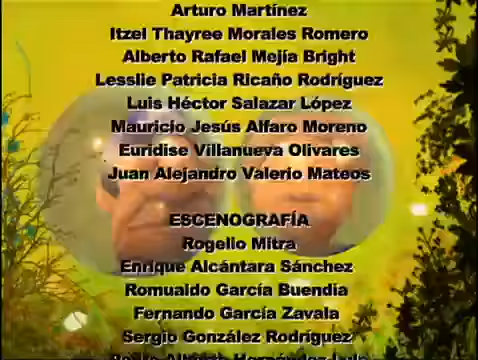 Arturo Martínez
Itzel Thayree Morales Romero
Alberto Rafael Mejía Bright
Lesslie Patricia Ricaño Rodríguez
Luis Héctor Salazar López
Mauricio Jesús Alfaro Moreno
Euridise Villanueva Olivares
Juan Alejandro Valerio Mateos
ESCENOGRAFÍA
Rogelio Mitra
Enrique Alcántara Sánchez
Romualdo García Buendia
Fernando García Zavala
Sergio González Rodríguez